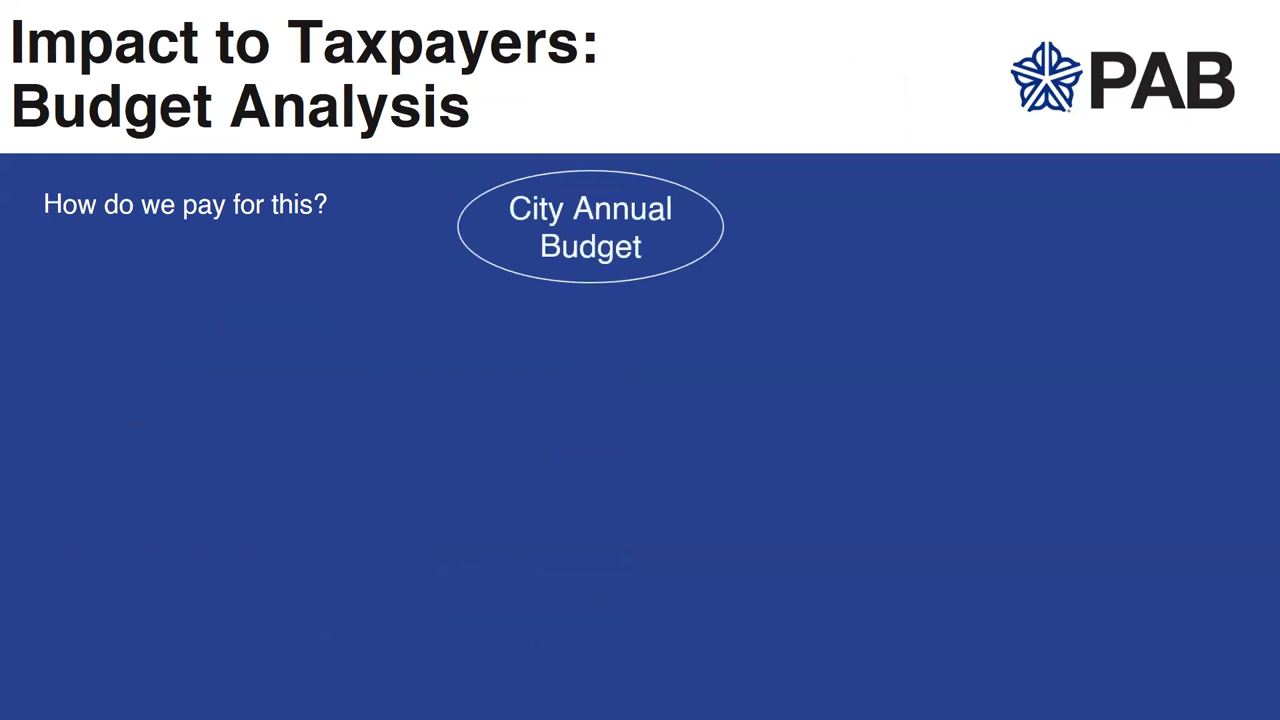 Impact to Taxpayers:
Budget Analysis
PAB
How do we pay for this?
City Annual
Budget